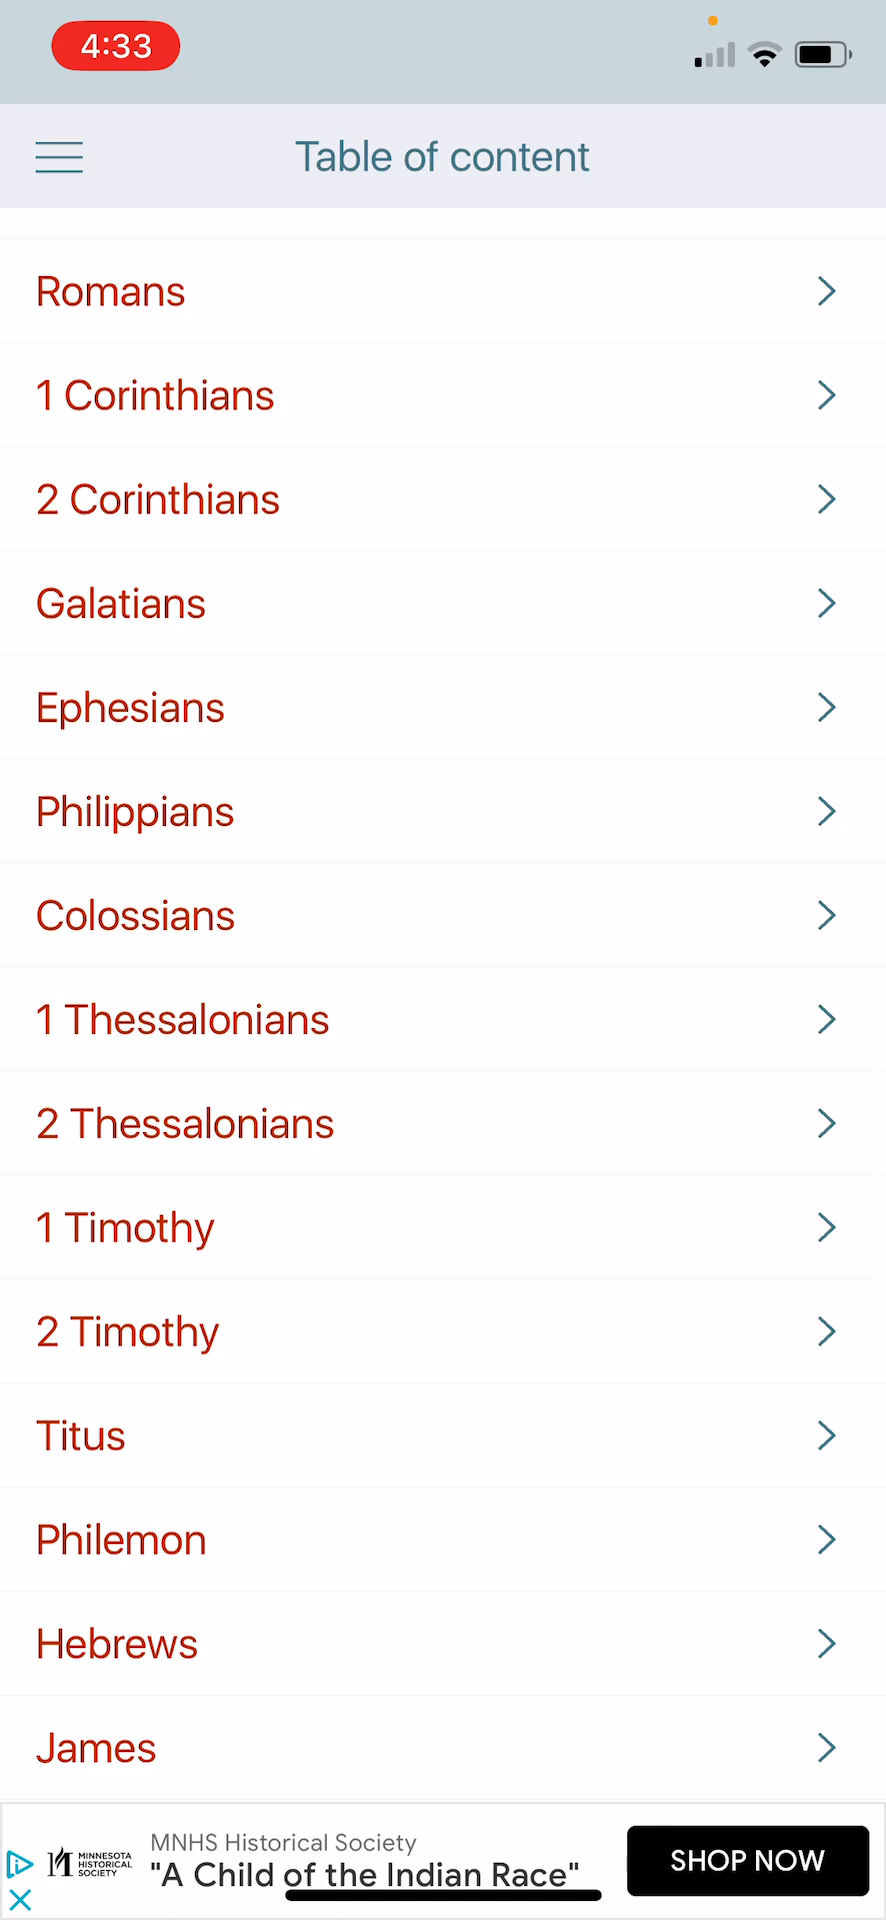 4:33
Table of content
Romans
1 Corinthians
2 Corinthians
Galatians
Ephesians
Philippians
Colossians
1 Thessalonians
2 Thessalonians
1 Timothy
2 Timothy
Titus
Philemon
Hebrews
James
MINNESOTA
HISTORICAL
SOCIETY
MNHS Historical Society
"A Child of the Indian Race"
SHOP NOW